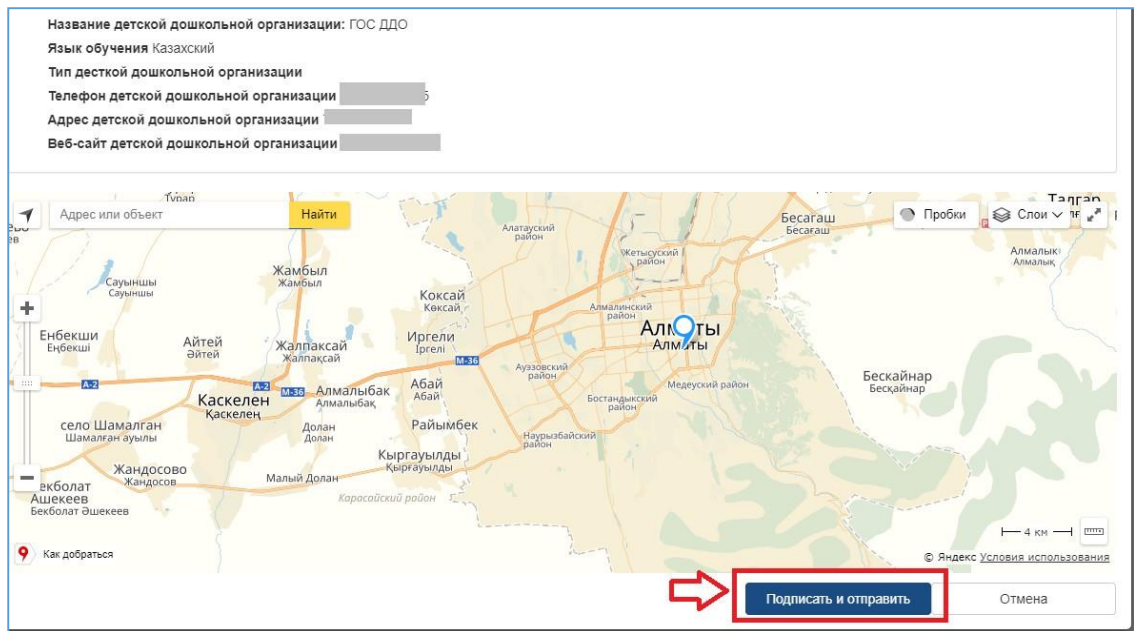 Название детской дошкольной организации: ГОС ДДО
Язык обучения Казахский
Тип десткой дошкольной организации
Телефон детской дошкольной организации
Адрес детской дошкольной организации
Веб-сайт детской дошкольной организации
Адрес или объект
Найти
Пробки
Слои
Талгар
Бесагаш
Бесағаш
Алатауский
район
Жетысуский
район
Алмалык
Алмалық
Жамбыл
Жамбыл
Сауыншы
Сауыншы
Коксай
Көксай
Алмалинский
район
Алматы
Алматы
Енбекши
Еңбекші
Айтей
Әйтей
Жалпаксай
Жалпақсай
Иргели
Іргелі
М-36
Ауэзовский
район
Медеуский район
Бескайнар
Бесқайнар
А-2
А-2
М-36
Каскелен
Қаскелең
Алмалыбак
Алмалыбақ
Абай
Абай
Бостандыкский
район
село Шамалган
Шамалған ауылы
Долан
Долан
Райымбек
Наурызбайский
район
Кыргауылды
Қырғауылды
Жандосово
Жандосов
Малый Долан
Карасайский район
Ашекеев
Бекболат Әшекеев
4 км
Как добраться
© Яндекс Условия использования
Подписать и отправить
Отмена